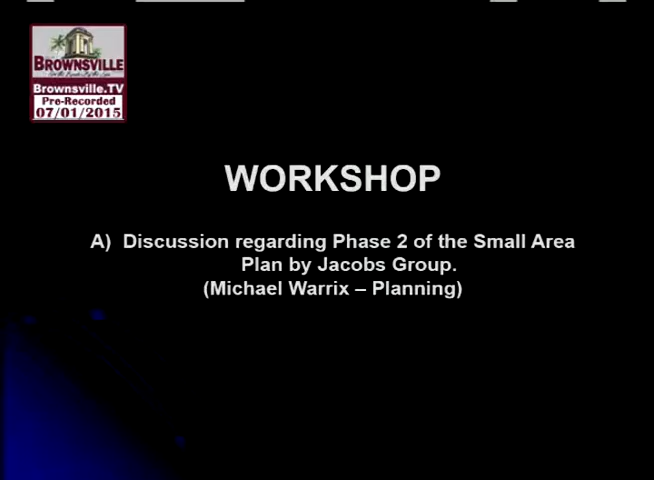 BROWNSVILLE
Brownsville.TV
Pre-Recorded
07/01/2015
WORKSHOP
A) Discussion regarding Phase 2 of the Small Area
Plan by Jacobs Group.
(Michael Warrix – Planning)